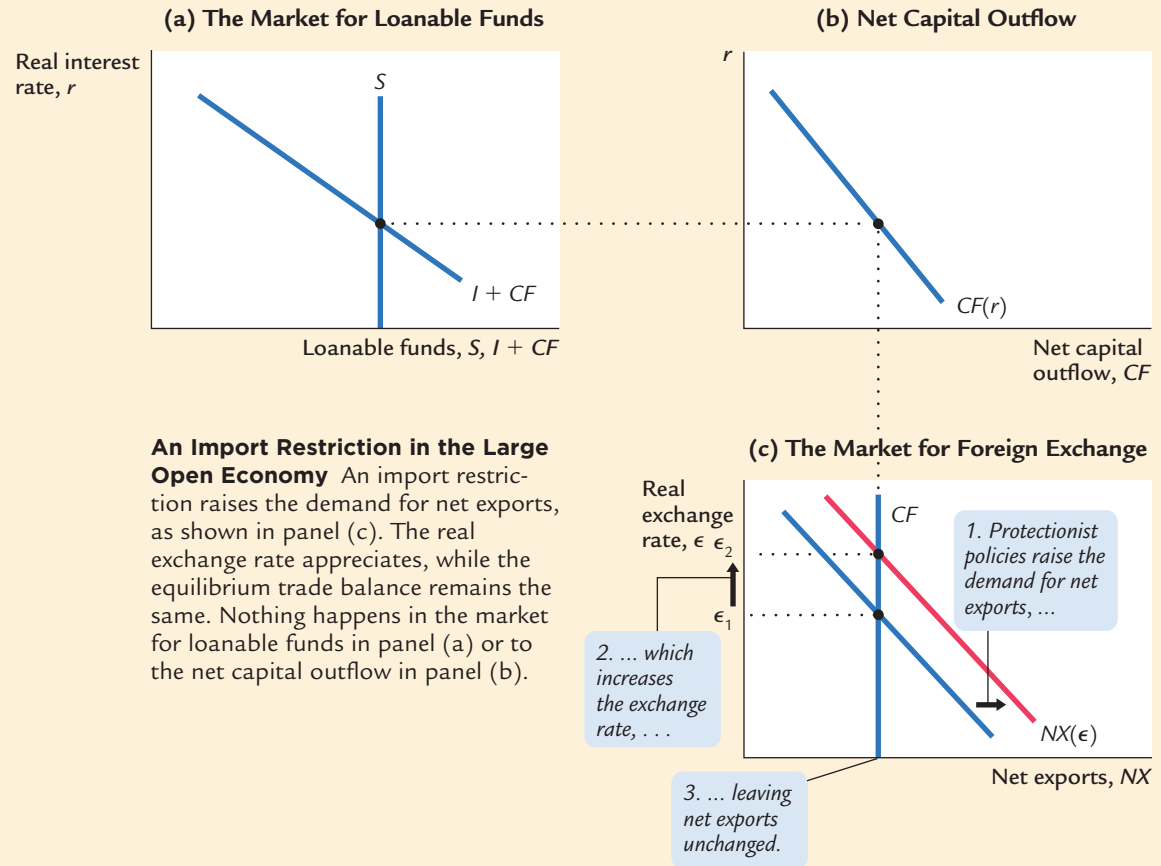 (a) The Market for Loanable Funds
Real interest
rate, r
S
I + CF
Loanable funds, S, I + CF
(b) Net Capital Outflow
r
CF(r)
Net capital
outflow, CF
An Import Restriction in the Large
Open Economy An import restric-
tion raises the demand for net exports,
as shown in panel (c). The real
exchange rate appreciates, while the
equilibrium trade balance remains the
same. Nothing happens in the market
for loanable funds in panel (a) or to
the net capital outflow in panel (b).
(c) The Market for Foreign Exchange
Real
exchange
rate, ϵ ϵ2
ϵ1
CF
1. Protectionist
policies raise the
demand for net
exports, ...
2. ... which
increases
the exchange
rate, . . .
NX(ϵ)
Net exports, NX
3. ... leaving
net exports
unchanged.